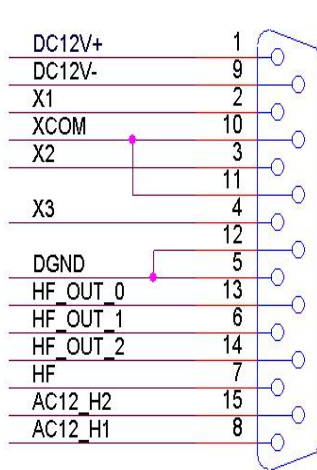 DC12V+ 1
DC12V- 9
X1 2
XCOM 10
X2 3
11
X3 4
12
DGND 5
HF_OUT_0 13
HF_OUT_1 6
HF_OUT_2 14
HF 7
AC12_H2 15
AC12_H1 8